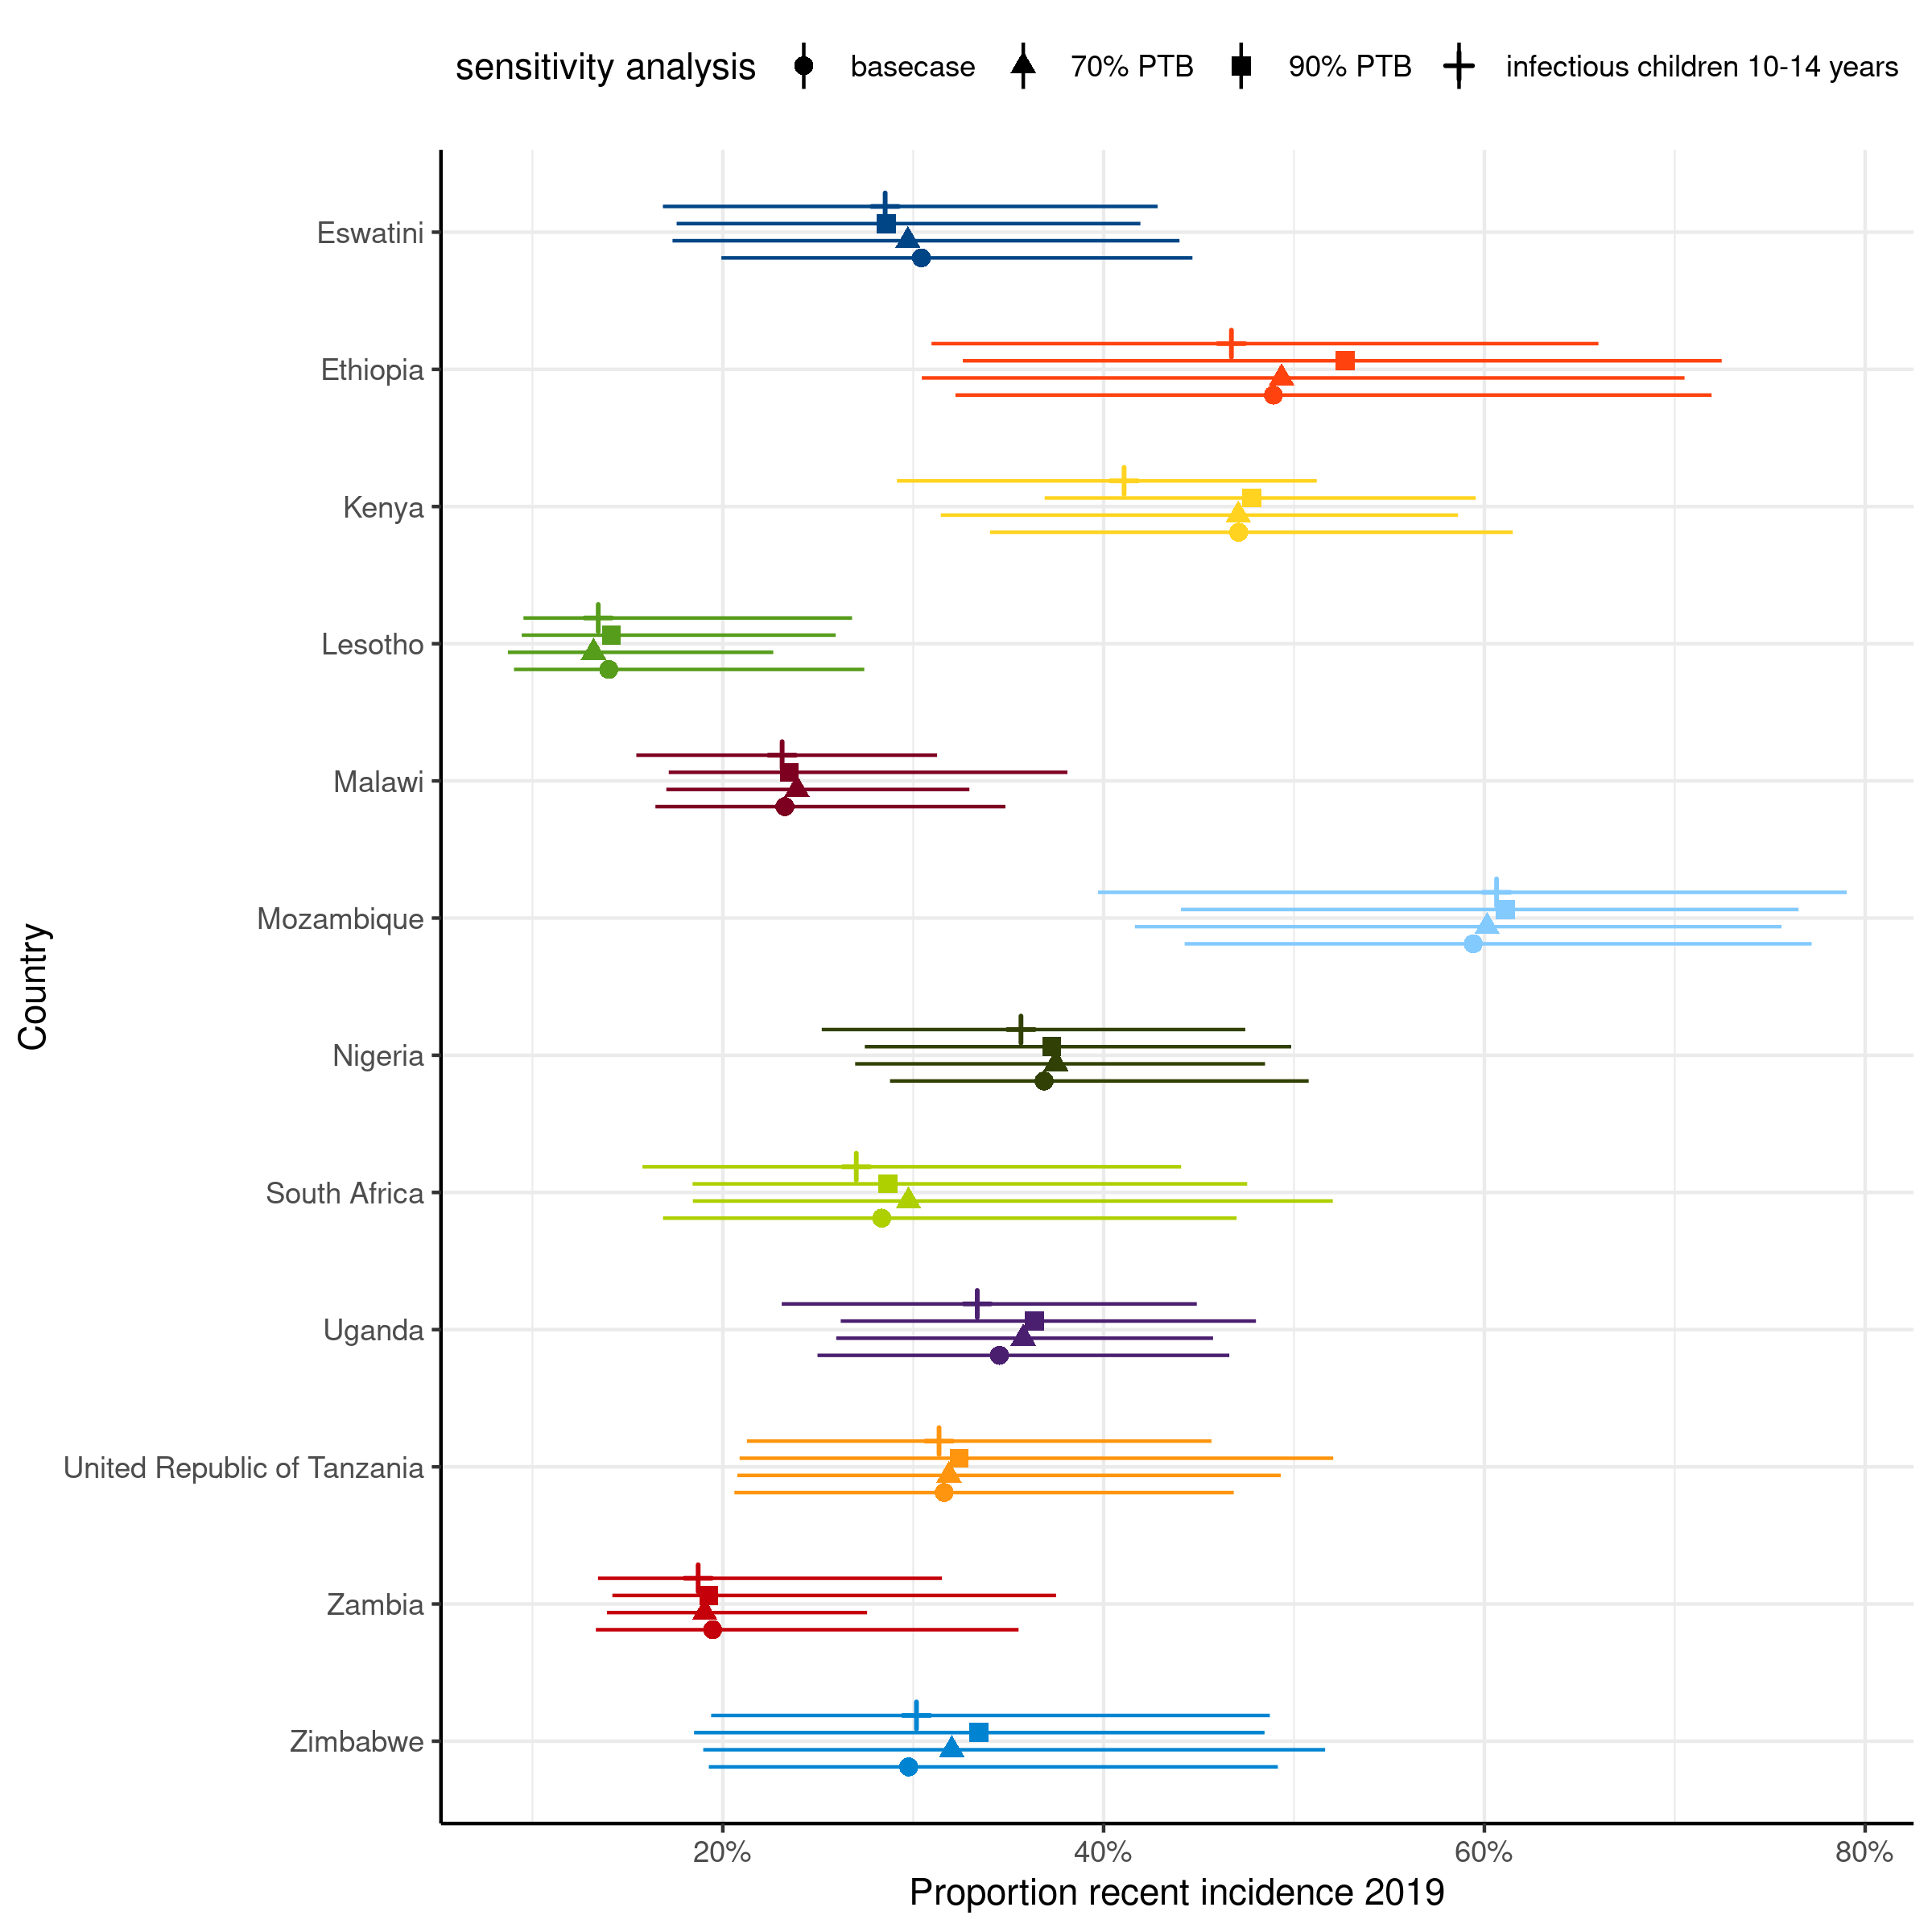 sensitivity analysis basecase 70% PTB 90% PTB infectious children 10-14 years
Eswatini
Ethiopia
Kenya
Lesotho
Malawi
Mozambique
Nigeria
South Africa
Uganda
United Republic of Tanzania
Zambia
Zimbabwe
Country
20% 40% 60% 80%
Proportion recent incidence 2019